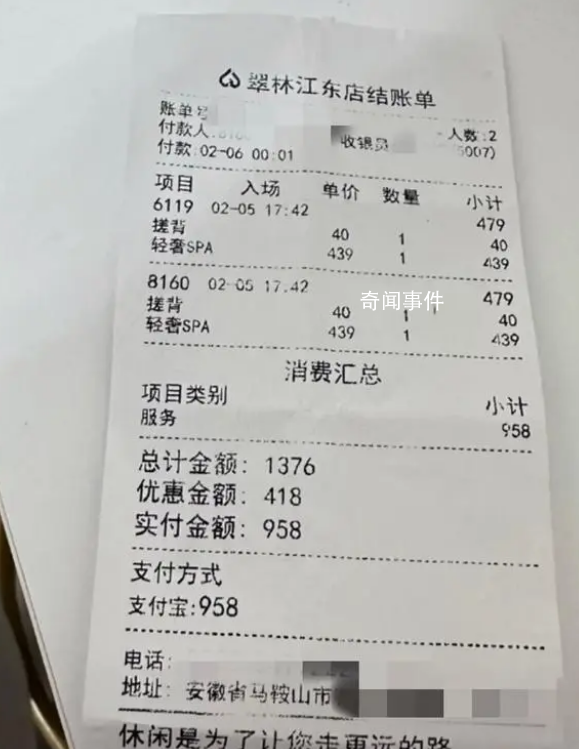 翠林江东店结账单
账单号
付款人: 人数:2
收银员 5007)
付款:02-06 00:01
项目 入场 单价 数量 小计
6119 02-05 17:42 479
搓背 40 1 40
轻奢SPA 439 1 439
8160 02-05 17.42 479
奇闻事件
搓背 40 1 40
轻奢SPA 439 1 439
消费汇总
项目类别 小计
服务 958
总计金额: 1376
优惠金额: 418
实付金额: 958
支付方式
支付宝:958
电话:
地址: 安徽省马鞍山市
休闲是为了让您走更远的路